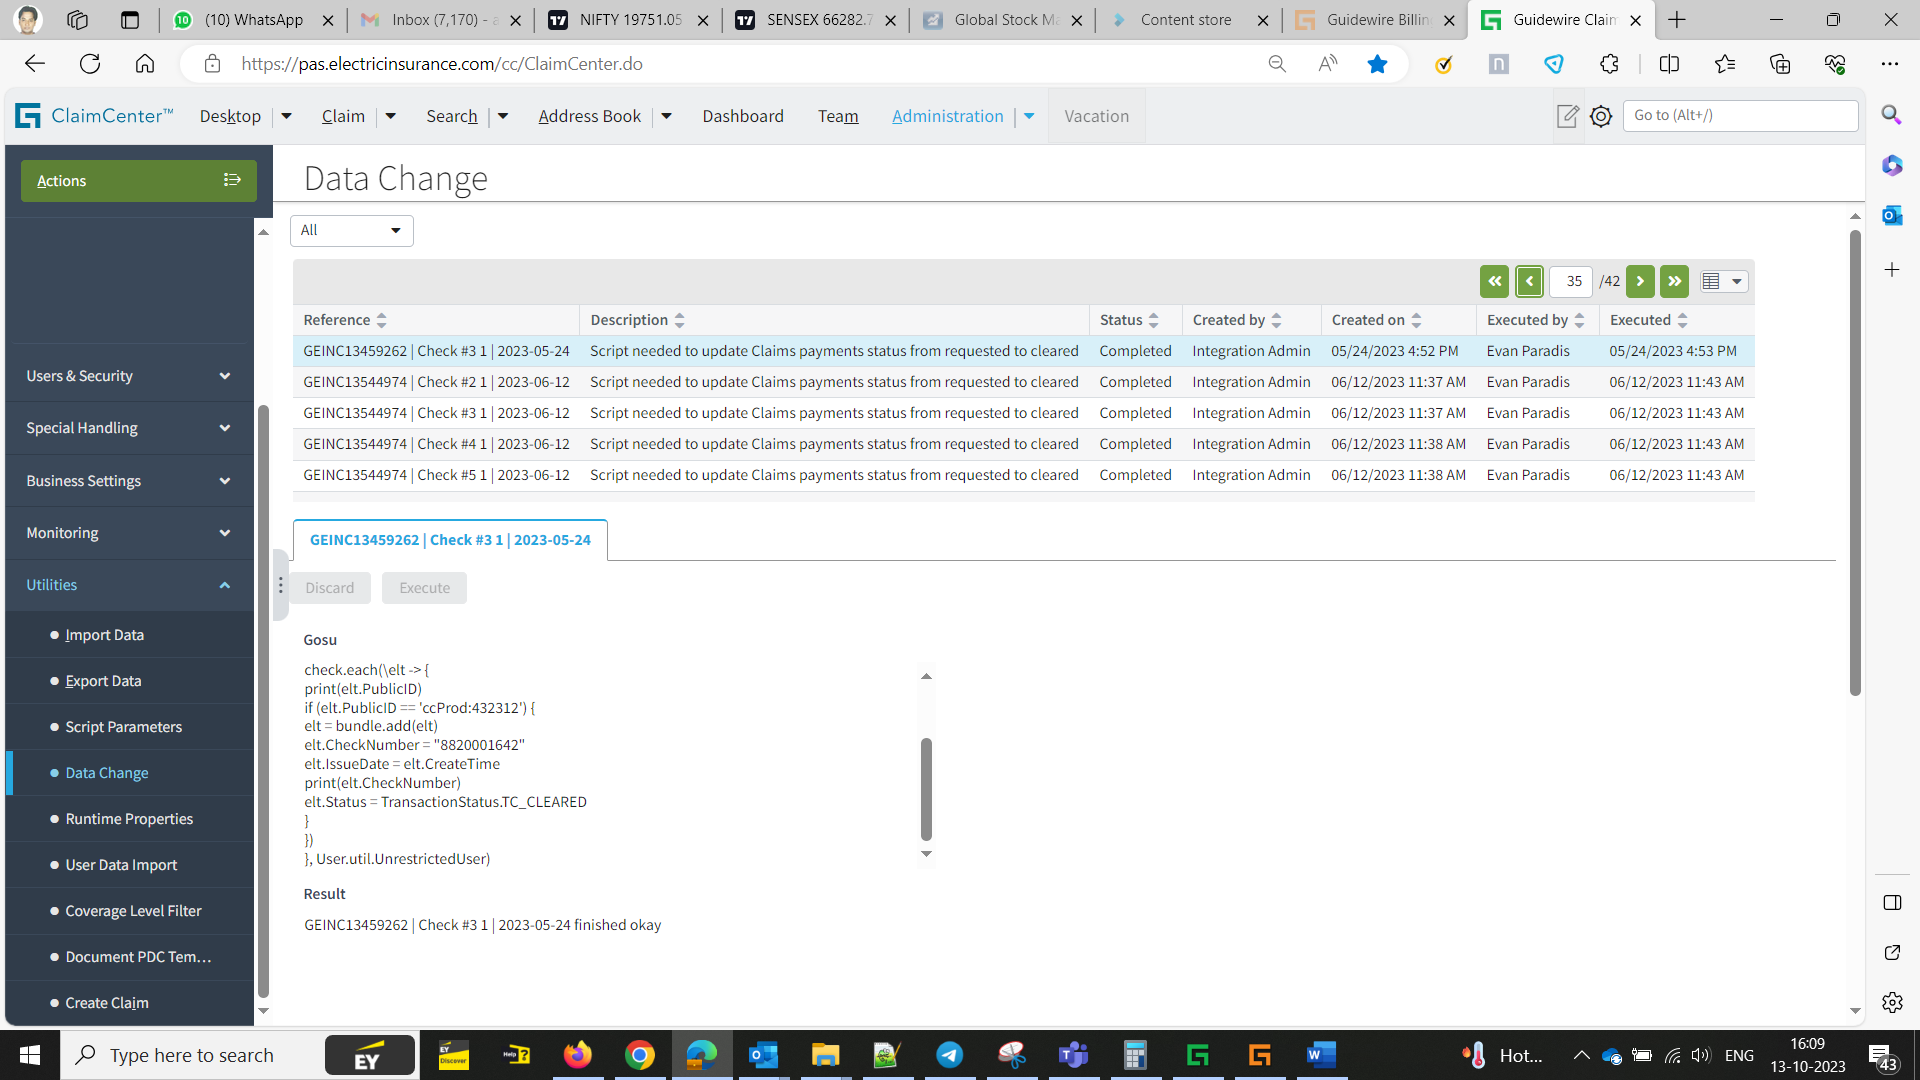 (10) WhatsApp
Inbox (7,170) - a
NIFTY 19751.05
SENSEX 66282.7
Global Stock Ma
Content store
Guidewire Billin
Guidewire Claim
https://pas.electricinsurance.com/cc/ClaimCenter.do
ClaimCenter™
Desktop
Claim
Search
Address Book
Dashboard
Team
Administration
Vacation
Go to (Alt+/)
Actions
Users & Security
Special Handling
Business Settings
Monitoring
Utilities
Import Data
Export Data
Script Parameters
Data Change
Runtime Properties
User Data Import
Coverage Level Filter
Document PDC Tem...
Create Claim
Data Change
All
35 /42
Reference Description Status Created by Created on Executed by Executed
GEINC13459262 | Check #3 1 | 2023-05-24 Script needed to update Claims payments status from requested to cleared Completed Integration Admin 05/24/2023 4:52 PM Evan Paradis 05/24/2023 4:53 PM
GEINC13544974 | Check #2 1 | 2023-06-12 Script needed to update Claims payments status from requested to cleared Completed Integration Admin 06/12/2023 11:37 AM Evan Paradis 06/12/2023 11:43 AM
GEINC13544974 | Check #3 1 | 2023-06-12 Script needed to update Claims payments status from requested to cleared Completed Integration Admin 06/12/2023 11:37 AM Evan Paradis 06/12/2023 11:43 AM
GEINC13544974 | Check #4 1 | 2023-06-12 Script needed to update Claims payments status from requested to cleared Completed Integration Admin 06/12/2023 11:38 AM Evan Paradis 06/12/2023 11:43 AM
GEINC13544974 | Check #5 1 | 2023-06-12 Script needed to update Claims payments status from requested to cleared Completed Integration Admin 06/12/2023 11:38 AM Evan Paradis 06/12/2023 11:43 AM
GEINC13459262 | Check #3 1 | 2023-05-24
Discard
Execute
Gosu
check.each(\elt -> {
print(elt.PublicID)
if (elt.PublicID == 'ccProd:432312') {
elt = bundle.add(elt)
elt.CheckNumber = "8820001642"
elt.IssueDate = elt.CreateTime
print(elt.CheckNumber)
elt.Status = TransactionStatus.TC_CLEARED
}
})
}, User.util.UnrestrictedUser)
Result
GEINC13459262 | Check #3 1 | 2023-05-24 finished okay
Type here to search
EY
EY
Discover
Help ?
Hot...
ENG
16:09
13-10-2023
43